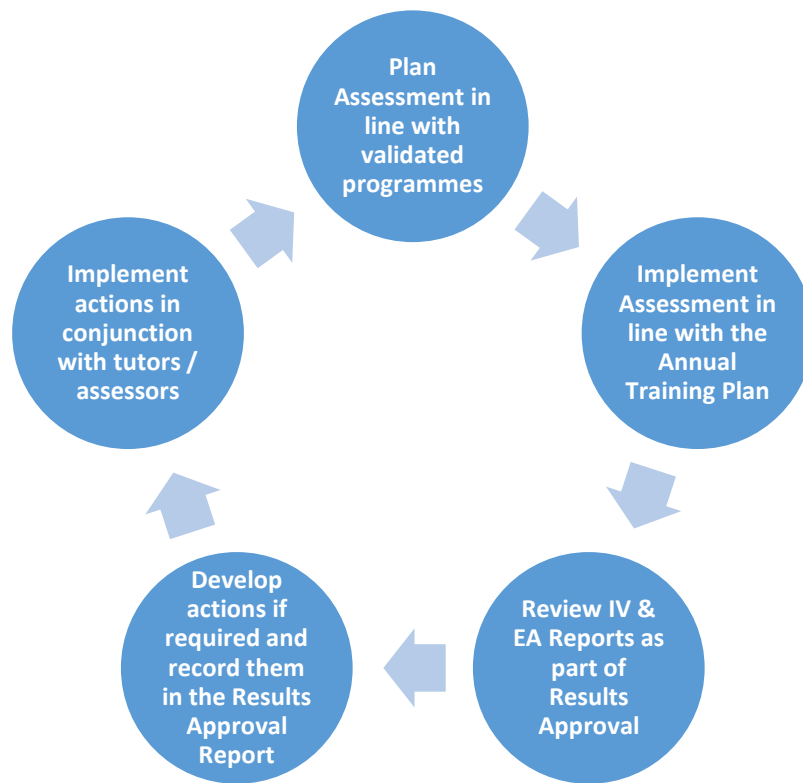 Plan
Assessment in
line with
validated
programmes
Implement
Assessment in
line with the
Annual
Training Plan
Review IV &
EA Reports as
part of
Results
Approval
Develop
actions if
required and
record them
in the Results
Approval
Report
Implement
actions in
conjunction
with tutors /
assessors